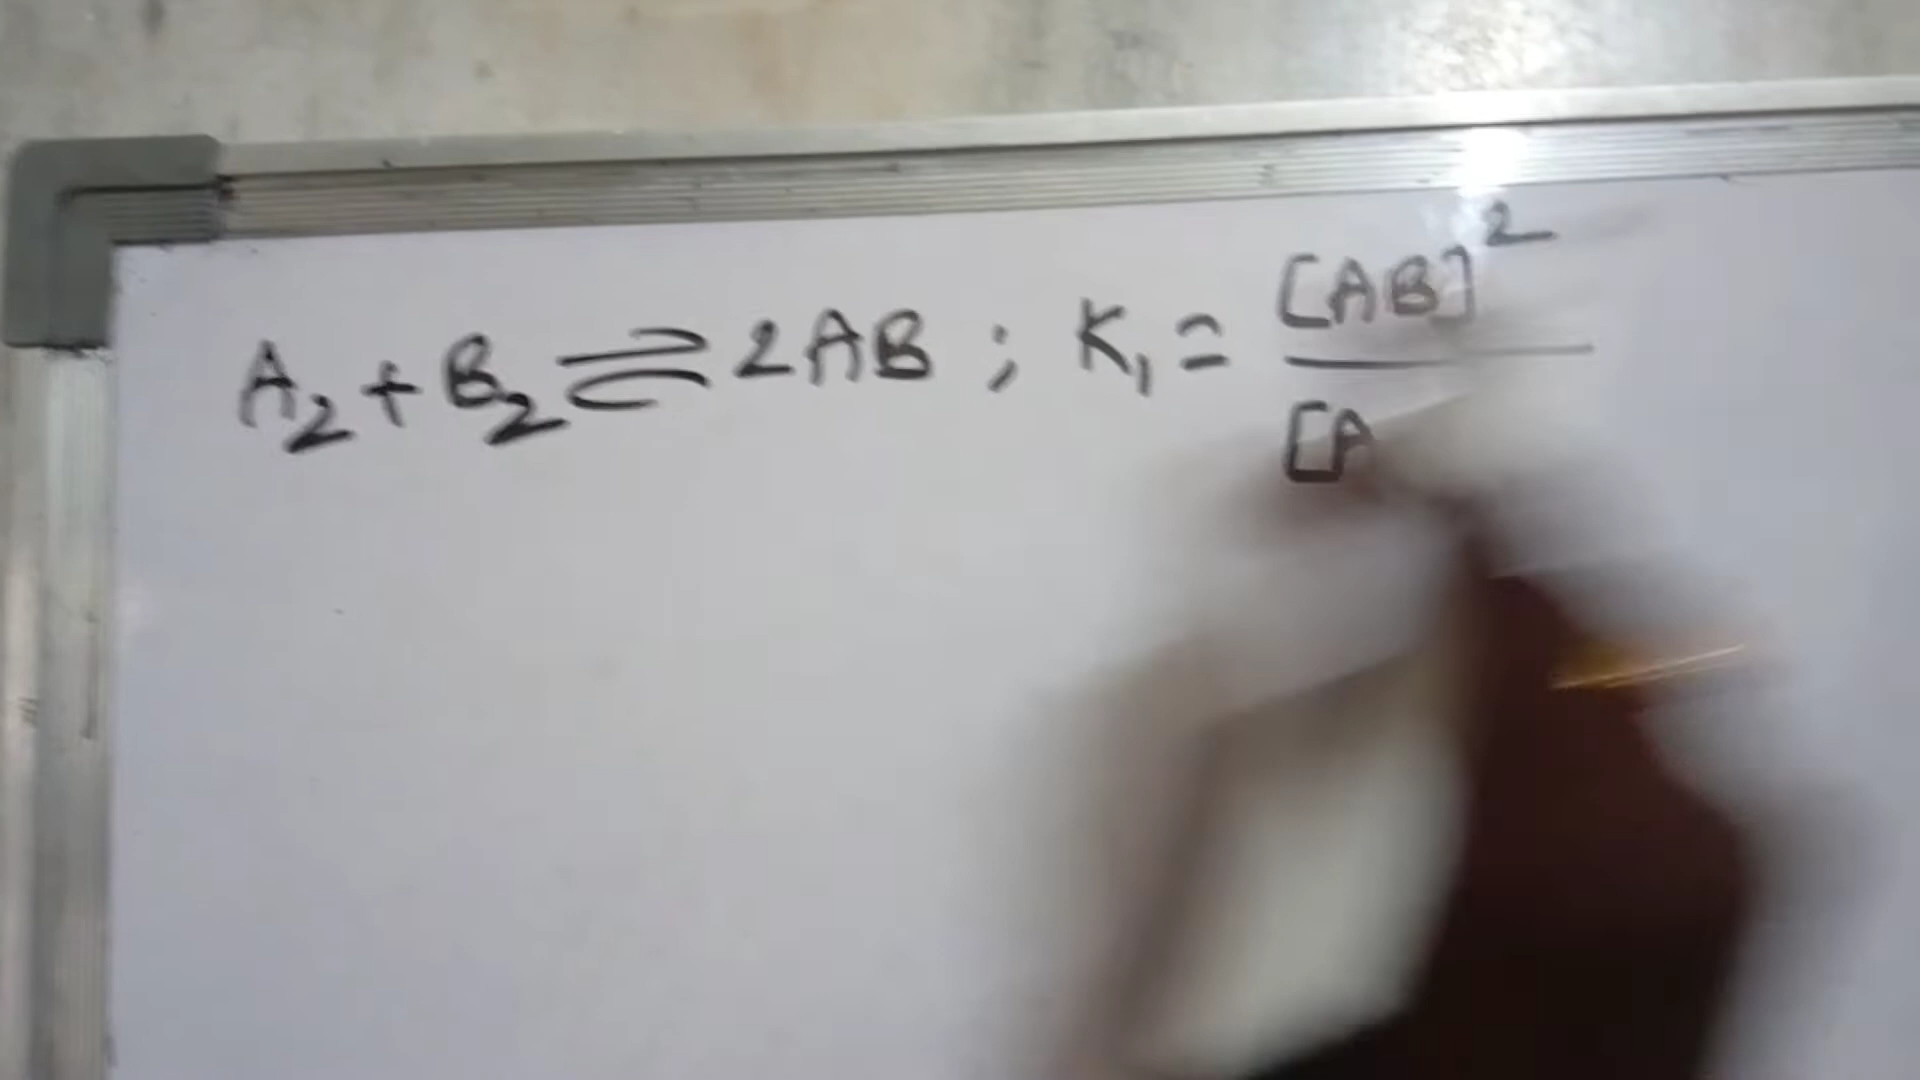 A₂ + B₂ ⇌ 2AB ; K₁ = [AB]² / [A